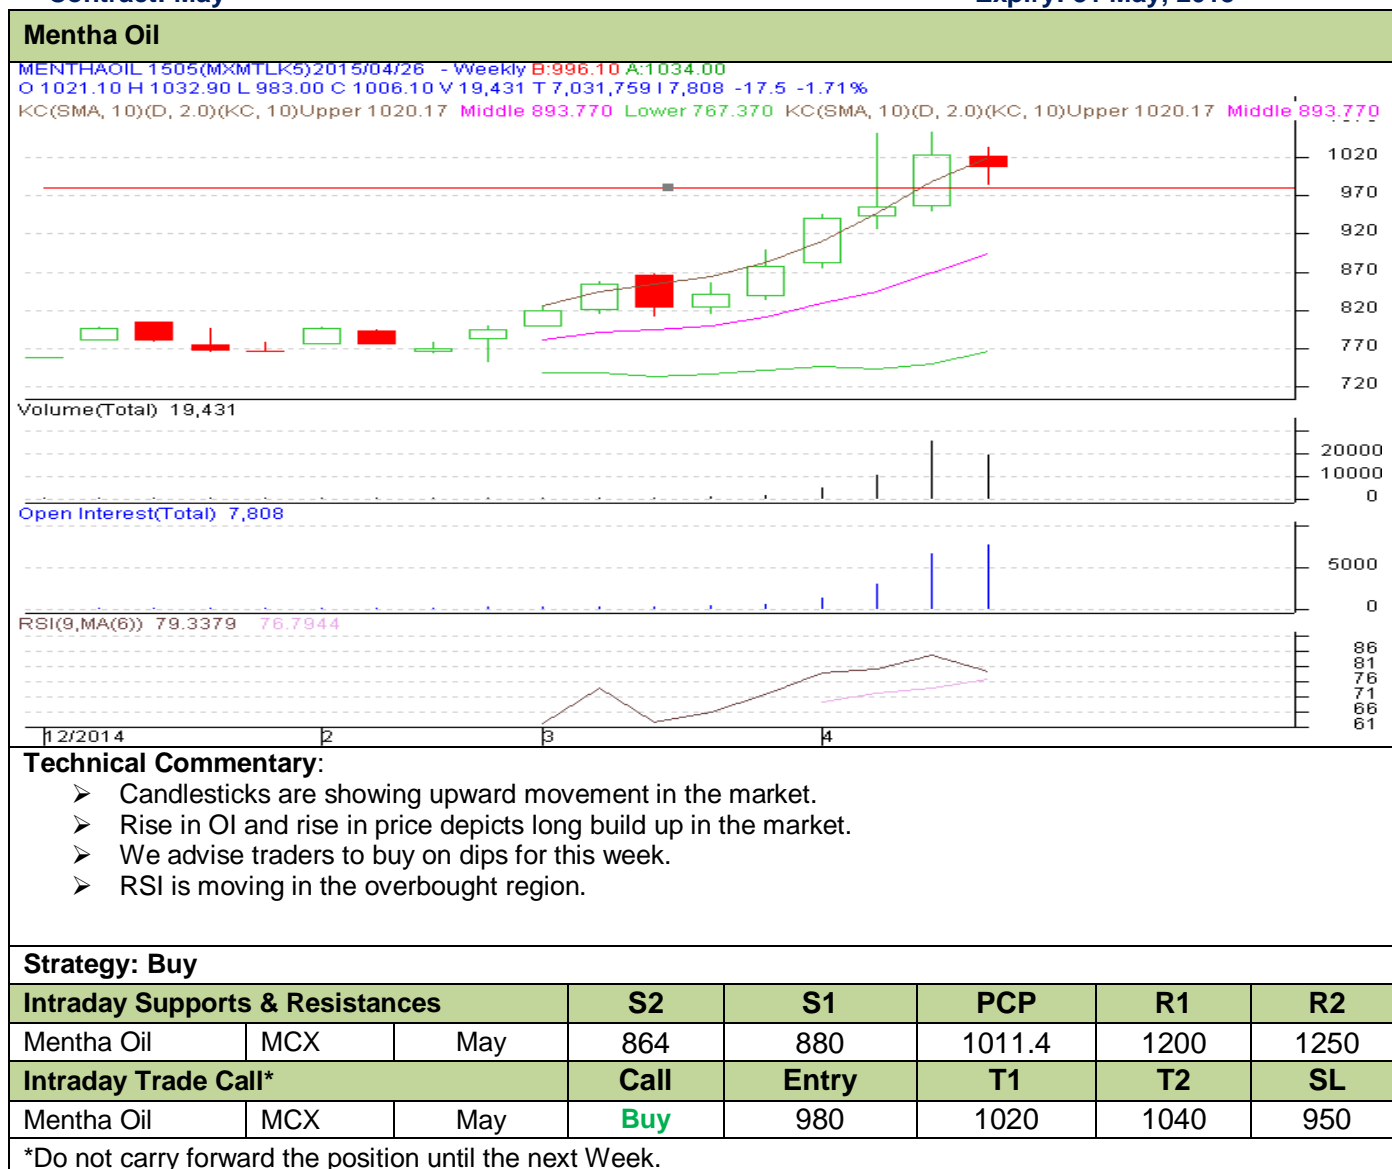 Mentha Oil
MENTHAOIL 1505(MXMTLK5)2015/04/26 - Weekly B:996.10 A:1034.00
O 1021.10 H 1032.90 L 983.00 C 1006.10 V 19,431 T 7,031,759 I 7,808 -17.5 -1.71%
KC(SMA, 10)(D, 2.0)(KC, 10)Upper 1020.17 Middle 893.770 Lower 767.370 KC(SMA, 10)(D, 2.0)(KC, 10)Upper 1020.17 Middle 893.770
1020
970
920
870
820
770
720
Volume(Total) 19,431
20000
10000
0
Open Interest(Total) 7,808
5000
0
RSI(9,MA(6)) 79.3379 76.7944
86
81
76
71
66
61
12/2014 2 3 4
Technical Commentary:
➢ Candlesticks are showing upward movement in the market.
➢ Rise in OI and rise in price depicts long build up in the market.
➢ We advise traders to buy on dips for this week.
➢ RSI is moving in the overbought region.
Strategy: Buy
Intraday Supports & Resistances S2 S1 PCP R1 R2
Mentha Oil MCX May 864 880 1011.4 1200 1250
Intraday Trade Call* Call Entry T1 T2 SL
Mentha Oil MCX May Buy 980 1020 1040 950
*Do not carry forward the position until the next Week.